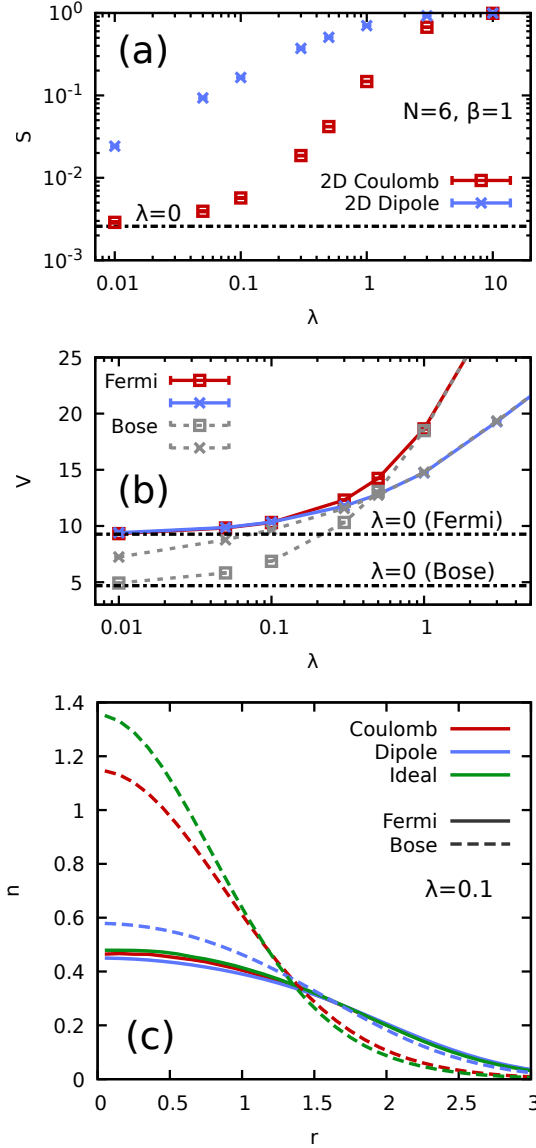 (a)
S
10⁰
10⁻¹
10⁻²
10⁻³
N=6, β=1
2D Coulomb
2D Dipole
λ=0
0.01 0.1 1 10
λ
(b)
V
25
20
15
10
5
Fermi
Bose
λ=0 (Fermi)
λ=0 (Bose)
0.01 0.1 1
λ
n
1.4
1.2
1
0.8
0.6
0.4
0.2
0
Coulomb
Dipole
Ideal
Fermi
Bose
λ=0.1
(c)
0 0.5 1 1.5 2 2.5 3
r